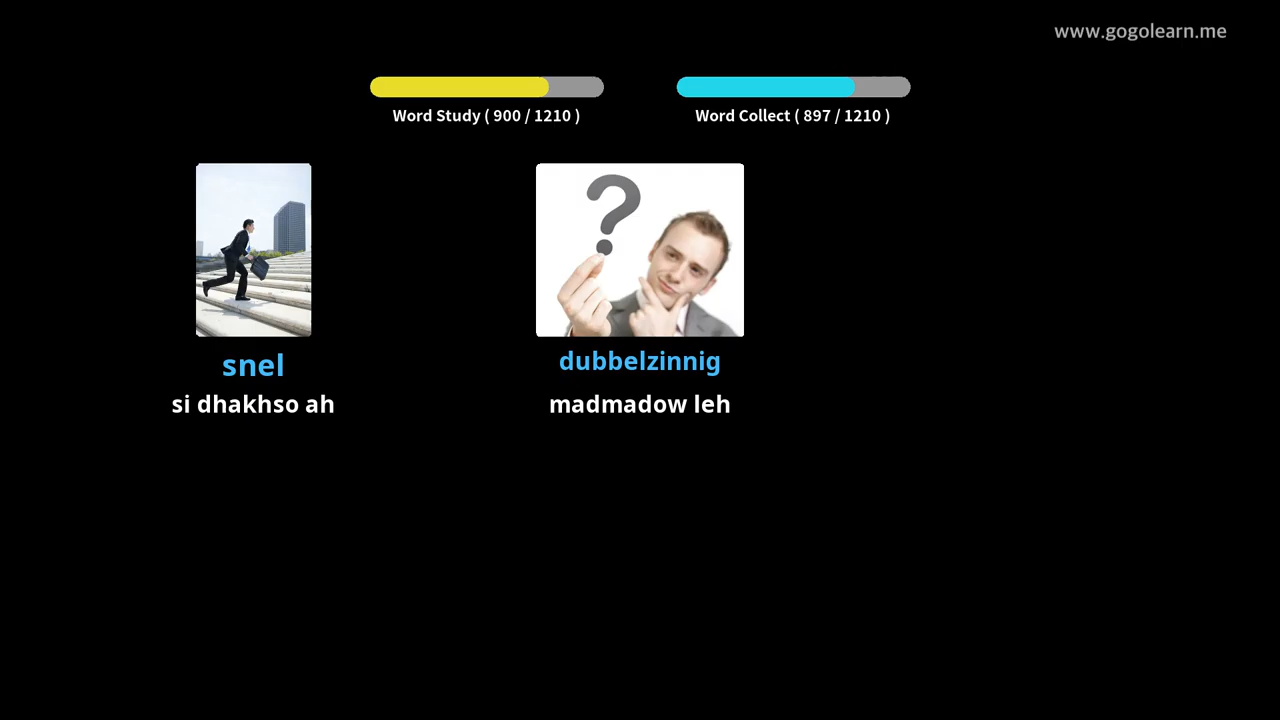 www.gogolearn.me
Word Study ( 900 / 1210 )
Word Collect ( 897 / 1210 )
snel
si dhakhso ah
dubbelzinnig
madmadow leh